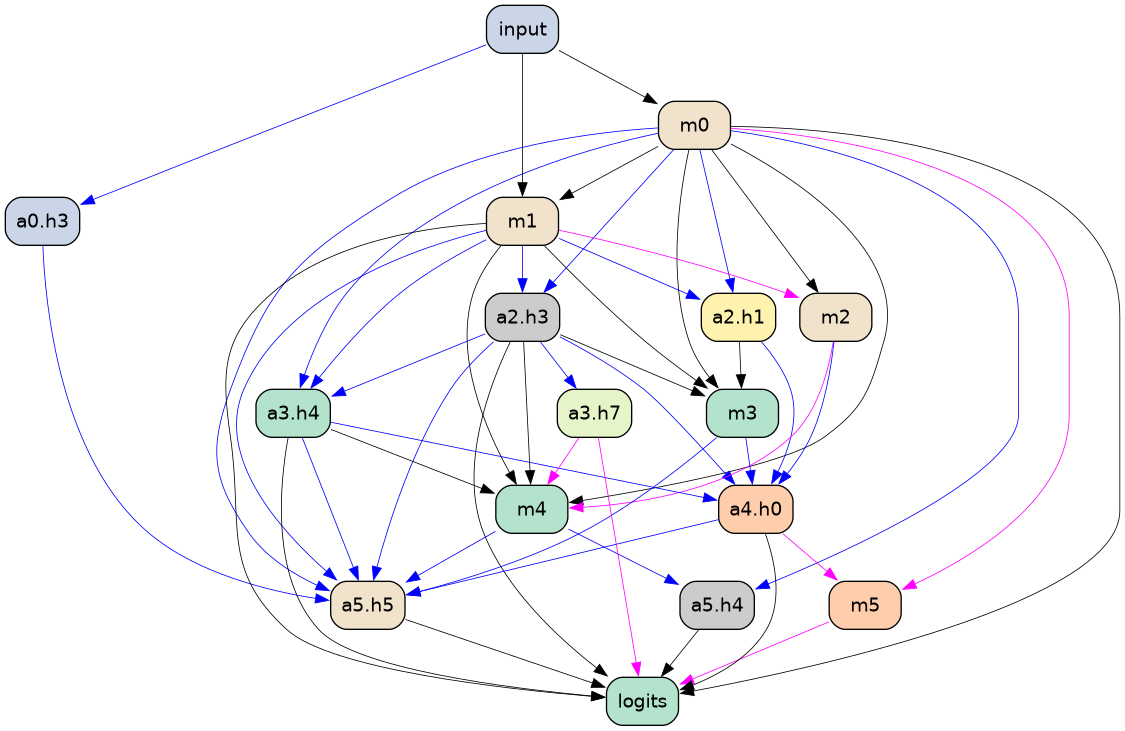 input
m0
a0.h3
m1
a2.h3
a2.h1
m2
a3.h4
a3.h7
m3
m4
a4.h0
a5.h5
a5.h4
m5
logits